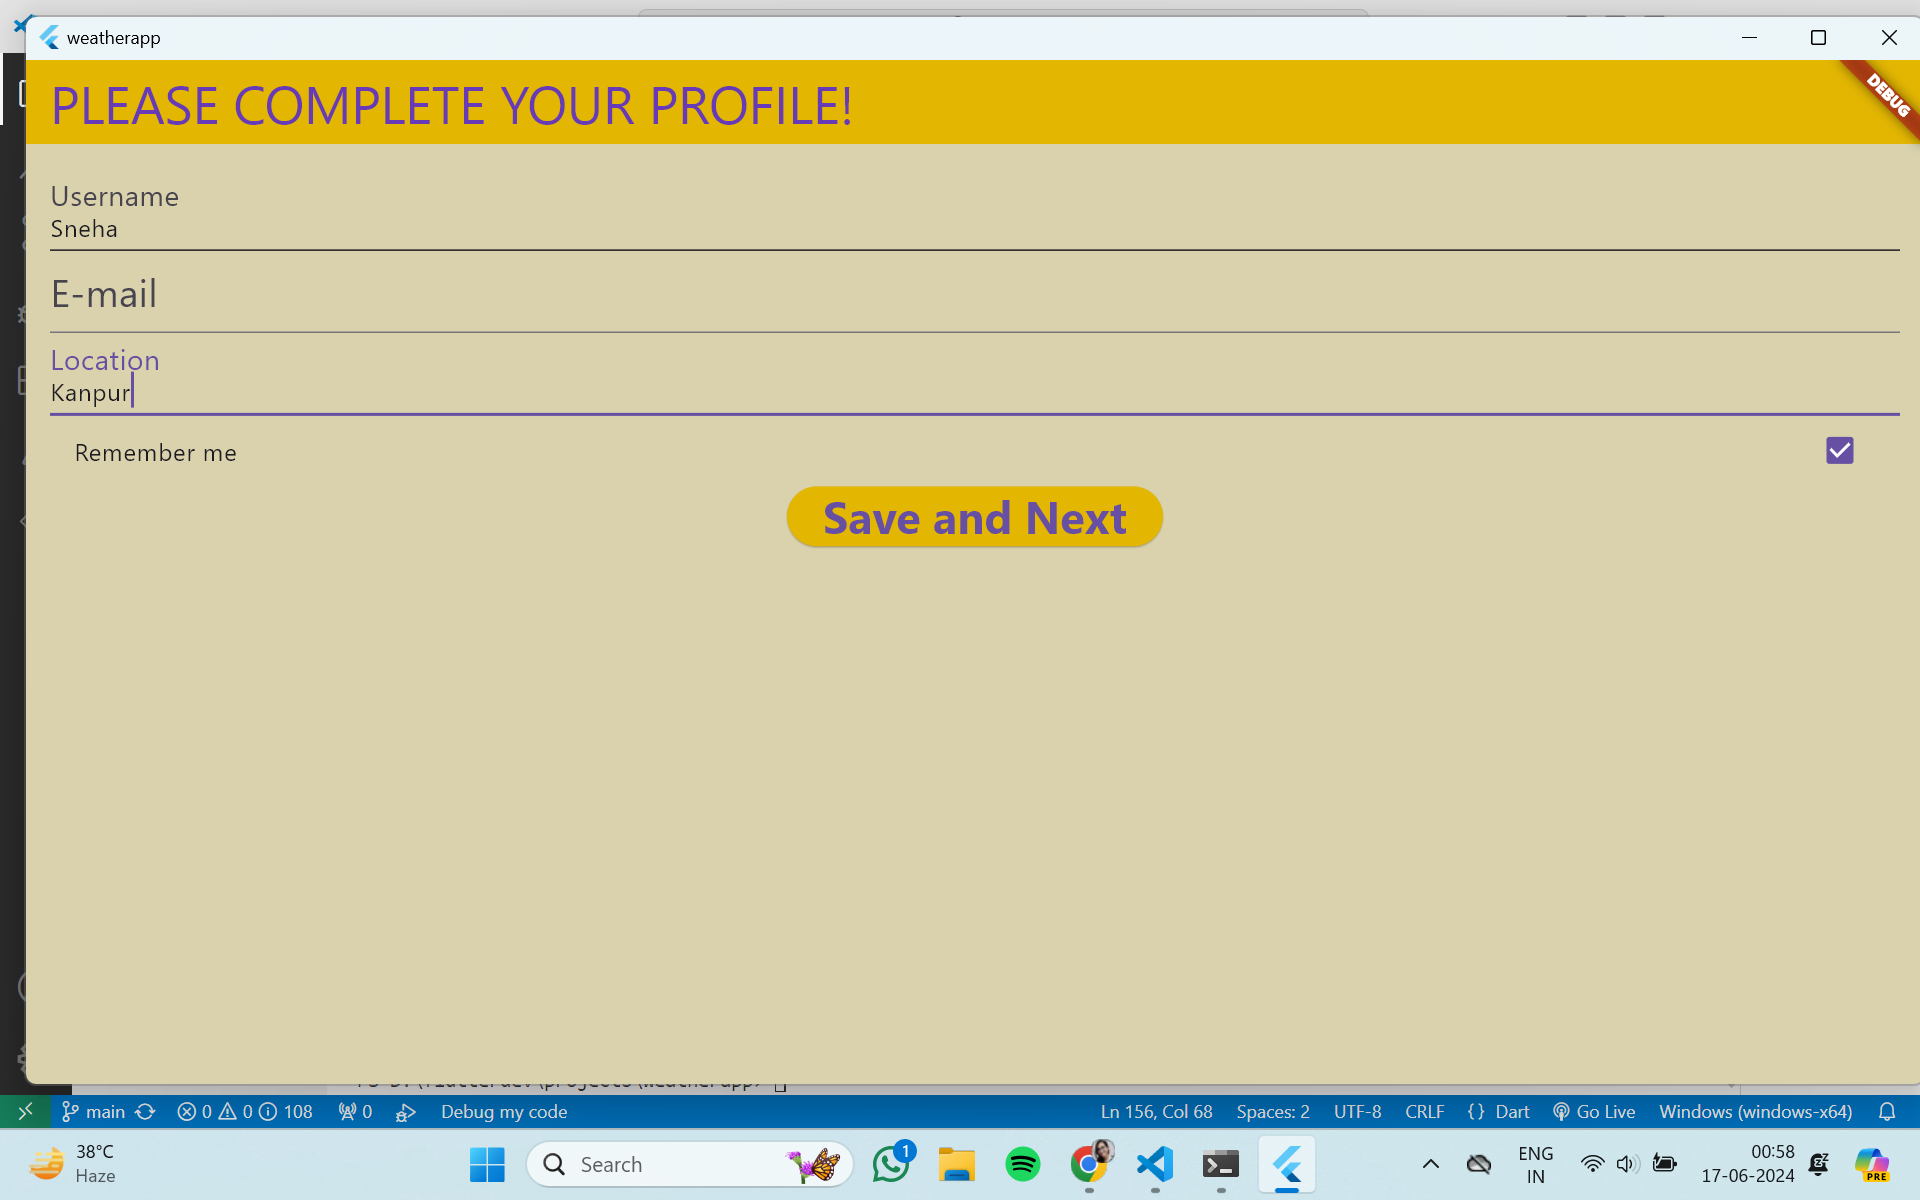 weatherapp
PLEASE COMPLETE YOUR PROFILE!
DEBUG
Username
Sneha
E-mail
Location
Kanpur
Remember me
Save and Next
main 0 0 108 0 Debug my code Ln 156, Col 68 Spaces: 2 UTF-8 CRLF {} Dart Go Live Windows (windows-x64)
38°C
Haze
Search
1
ENG
IN
00:58
17-06-2024
PRE